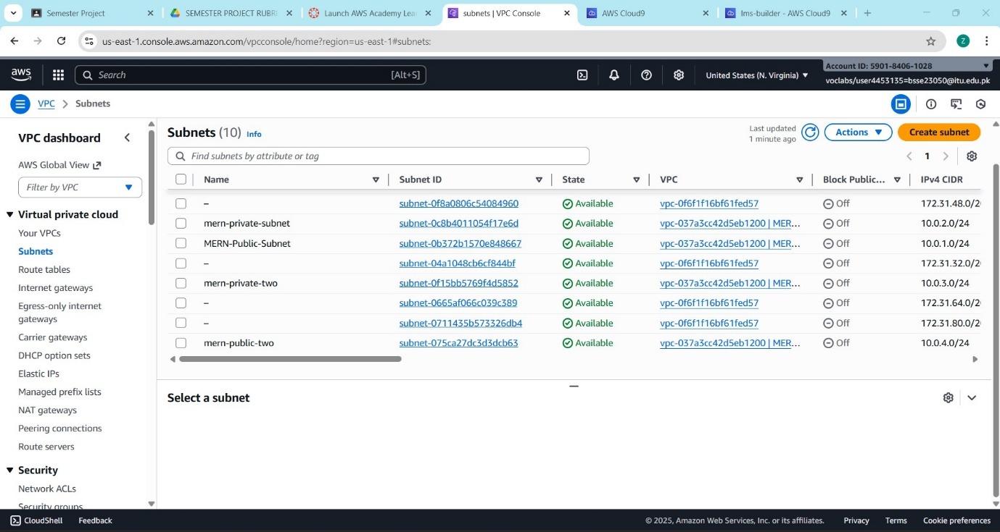 Semester Project
SEMESTER PROJECT RUBRI
Launch AWS Academy Lea
subnets | VPC Console
AWS Cloud9
lms-builder - AWS Cloud9
us-east-1.console.aws.amazon.com/vpcconsole/home?region=us-east-1#subnets:
Z
aws
Search
[Alt+S]
United States (N. Virginia)
Account ID: 5901-8406-1028
voclabs/user4453135=bsse23050@itu.edu.pk
VPC > Subnets
VPC dashboard
AWS Global View
Filter by VPC
Virtual private cloud
Your VPCs
Subnets
Route tables
Internet gateways
Egress-only internet
gateways
Carrier gateways
DHCP option sets
Elastic IPs
Managed prefix lists
NAT gateways
Peering connections
Route servers
Security
Network ACLs
Security groups
Subnets (10) Info
Last updated
1 minute ago
Actions
Create subnet
Find subnets by attribute or tag
1
Name Subnet ID State VPC Block Public... IPv4 CIDR
– subnet-0f8a0806c54084960 Available vpc-0f6f1f16bf61fed57 Off 172.31.48.0/2
mern-private-subnet subnet-0c8b4011054f17e6d Available vpc-037a3cc42d5eb1200 | MER... Off 10.0.2.0/24
MERN-Public-Subnet subnet-0b372b1570e848667 Available vpc-037a3cc42d5eb1200 | MER... Off 10.0.1.0/24
– subnet-04a1048cb6cf844bf Available vpc-0f6f1f16bf61fed57 Off 172.31.32.0/2
mern-private-two subnet-0f15bb5769f4d5852 Available vpc-037a3cc42d5eb1200 | MER... Off 10.0.3.0/24
– subnet-0665af066c039c389 Available vpc-0f6f1f16bf61fed57 Off 172.31.64.0/2
– subnet-0711435b573326db4 Available vpc-0f6f1f16bf61fed57 Off 172.31.80.0/2
mern-public-two subnet-075ca27dc3d3dcb63 Available vpc-037a3cc42d5eb1200 | MER... Off 10.0.4.0/24
Select a subnet
CloudShell
Feedback
© 2025, Amazon Web Services, Inc. or its affiliates.
Privacy
Terms
Cookie preferences